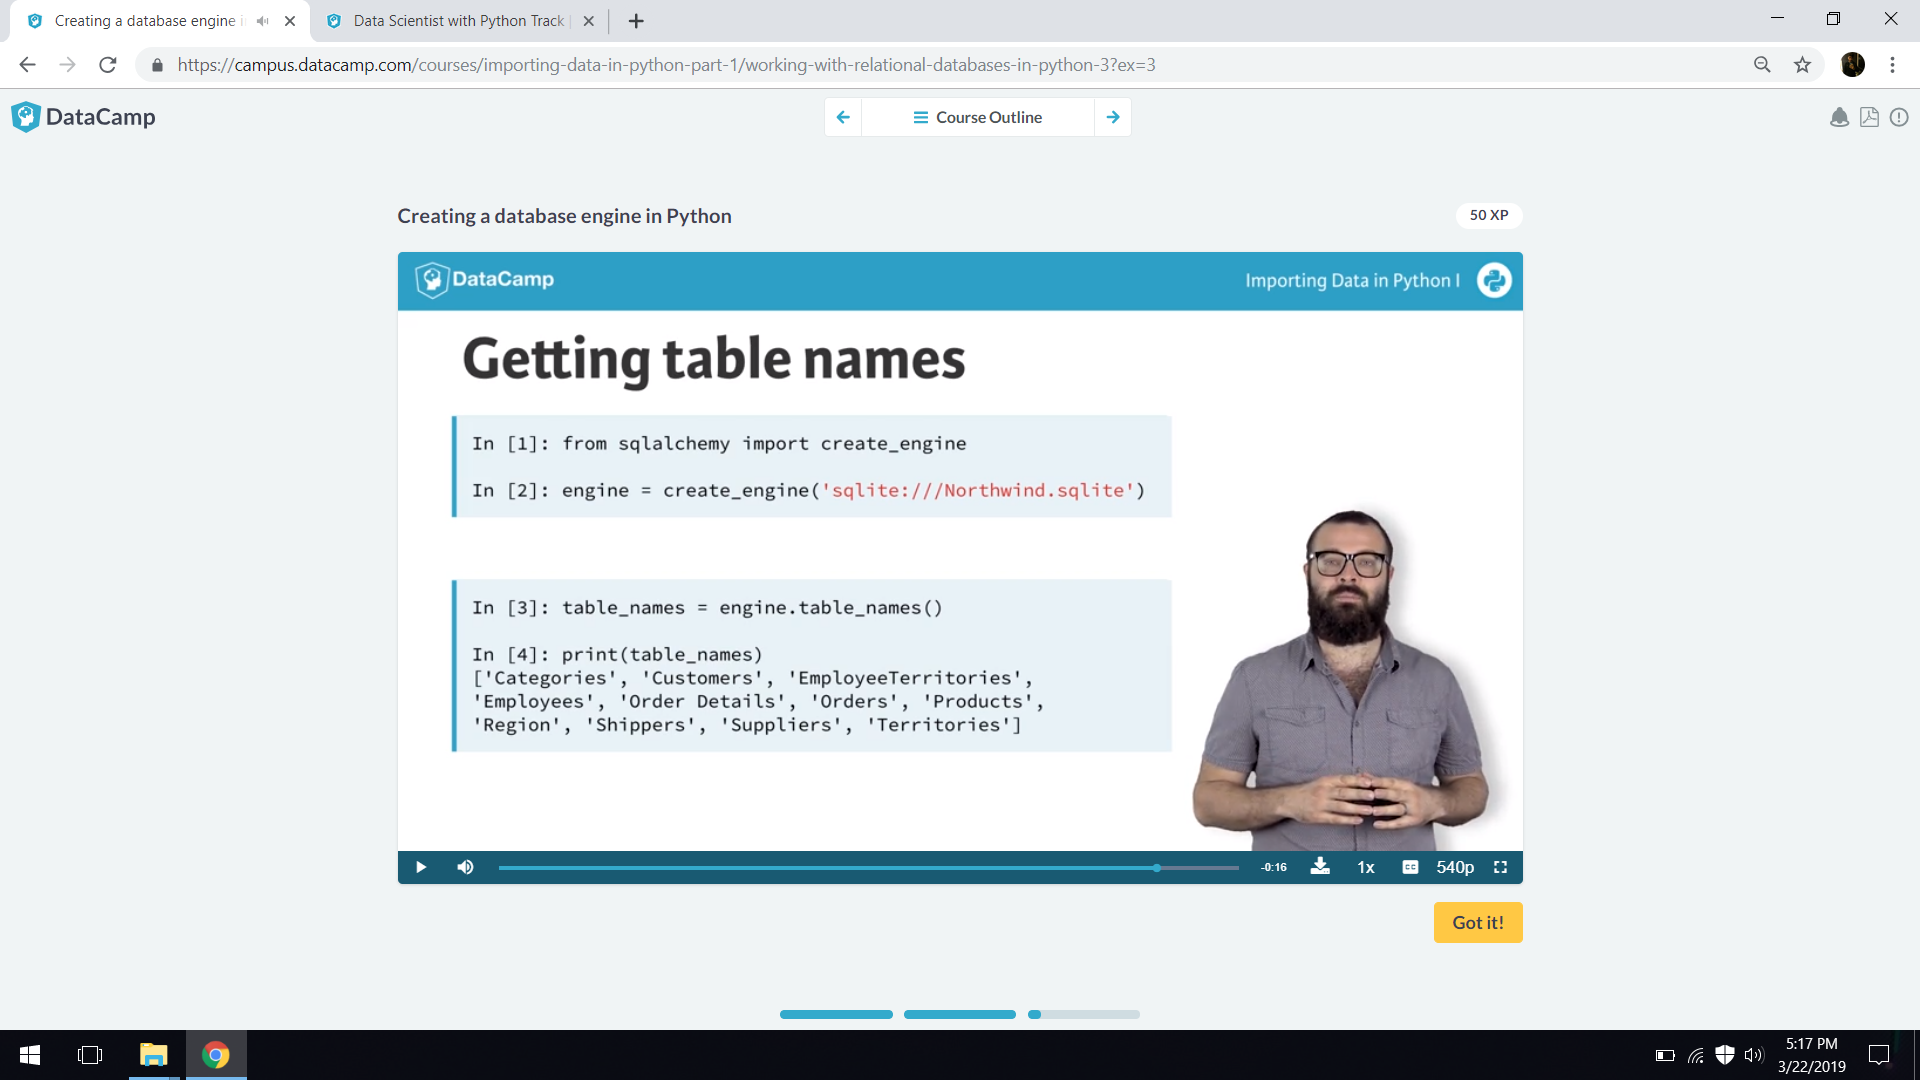 Creating a database engine i
Data Scientist with Python Track
https://campus.datacamp.com/courses/importing-data-in-python-part-1/working-with-relational-databases-in-python-3?ex=3
DataCamp
Course Outline
Creating a database engine in Python
50 XP
DataCamp
Importing Data in Python I
Getting table names
In [1]: from sqlalchemy import create_engine
In [2]: engine = create_engine('sqlite:///Northwind.sqlite')
In [3]: table_names = engine.table_names()
In [4]: print(table_names)
['Categories', 'Customers', 'EmployeeTerritories',
'Employees', 'Order Details', 'Orders', 'Products',
'Region', 'Shippers', 'Suppliers', 'Territories']
-0:16
1x
CC
540p
Got it!
5:17 PM
3/22/2019